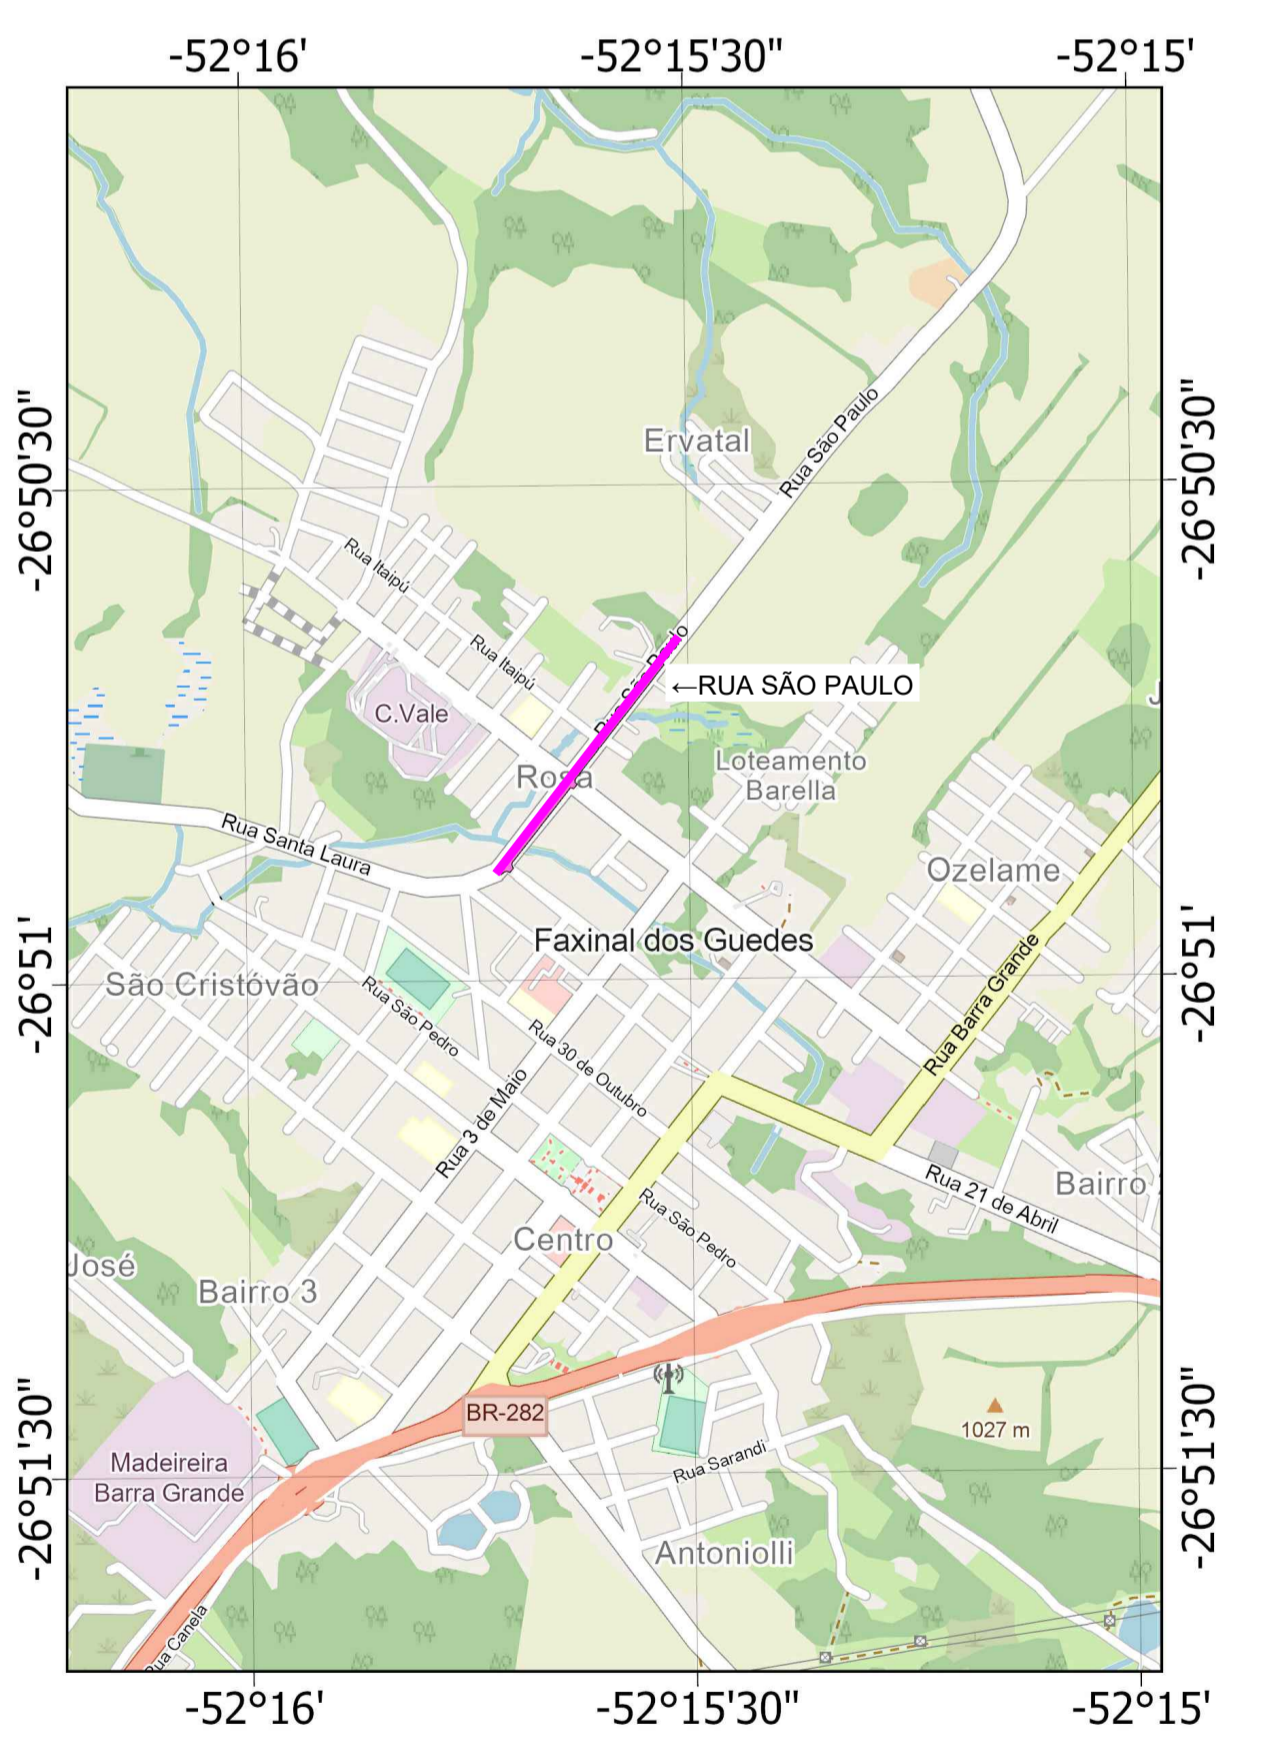 -52°16'
-52°15'30"
-52°15'
-26°50'30"
-26°50'30"
Ervatal
Rua São Paulo
Rua Itaipú
Rua Itaipú
Rua São Paulo
←RUA SÃO PAULO
C.Vale
Rosa
Loteamento
Barella
J
Rua Santa Laura
Ozelame
-26°51'
-26°51'
Faxinal dos Guedes
São Cristóvão
Rua São Pedro
Rua 30 de Outubro
Rua Barra Grande
Rua 3 de Maio
Rua São Pedro
Rua 21 de Abril
Bairro
Centro
José
Bairro 3
BR-282
1027 m
-26°51'30"
-26°51'30"
Madeireira
Barra Grande
Rua Sarandi
Antoniolli
Rua Canela
-52°16'
-52°15'30"
-52°15'